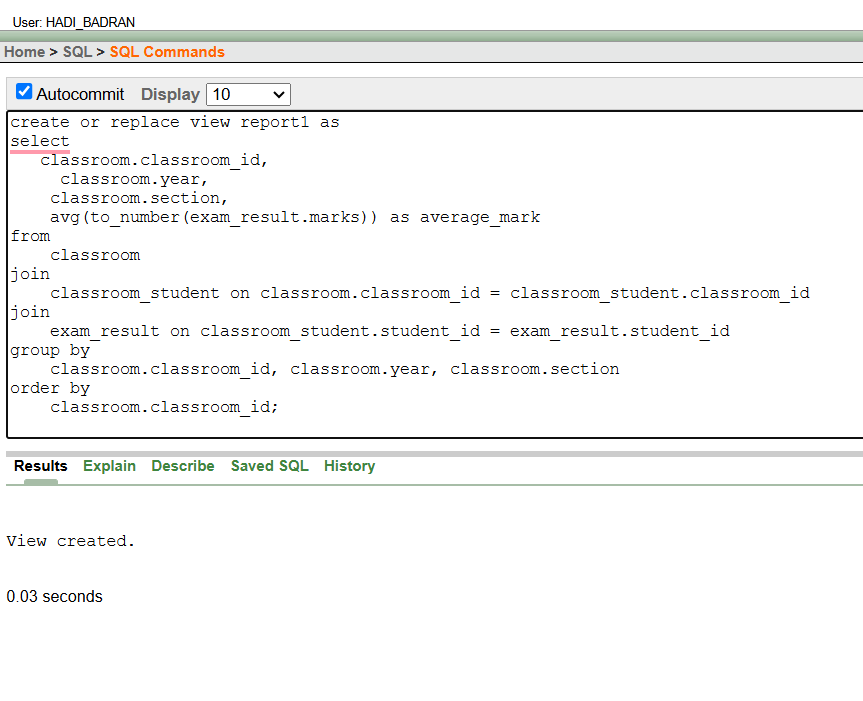 User: HADI_BADRAN
Home > SQL > SQL Commands
Autocommit Display 10
create or replace view report1 as
select
   classroom.classroom_id,
     classroom.year,
    classroom.section,
    avg(to_number(exam_result.marks)) as average_mark
from
    classroom
join
    classroom_student on classroom.classroom_id = classroom_student.classroom_id
join
    exam_result on classroom_student.student_id = exam_result.student_id
group by
    classroom.classroom_id, classroom.year, classroom.section
order by
    classroom.classroom_id;
Results Explain Describe Saved SQL History
View created.
0.03 seconds